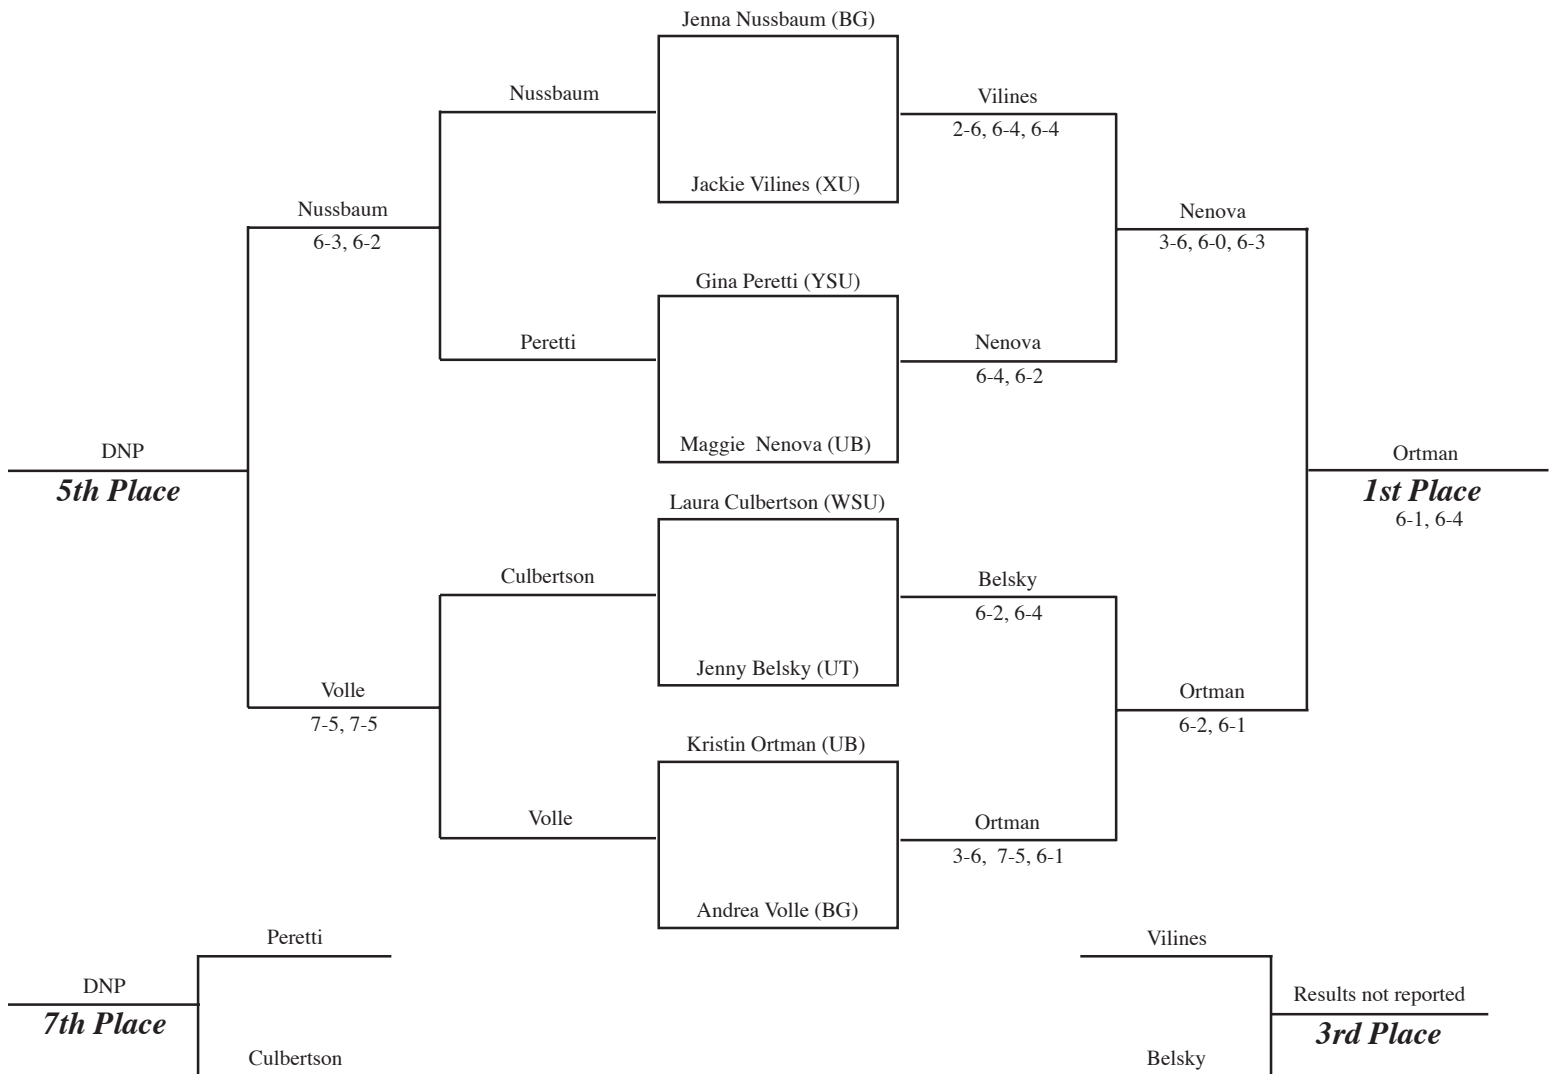 Jenna Nussbaum (BG)
Nussbaum
Vilines
2-6, 6-4, 6-4
Jackie Vilines (XU)
Nussbaum
6-3, 6-2
Nenova
3-6, 6-0, 6-3
Gina Peretti (YSU)
Peretti
Nenova
6-4, 6-2
Maggie  Nenova (UB)
DNP
5th Place
Ortman
1st Place
6-1, 6-4
Laura Culbertson (WSU)
Culbertson
Belsky
6-2, 6-4
Jenny Belsky (UT)
Volle
7-5, 7-5
Ortman
6-2, 6-1
Kristin Ortman (UB)
Volle
Ortman
3-6,  7-5, 6-1
Andrea Volle (BG)
Peretti
DNP
7th Place
Culbertson
Vilines
Results not reported
3rd Place
Belsky